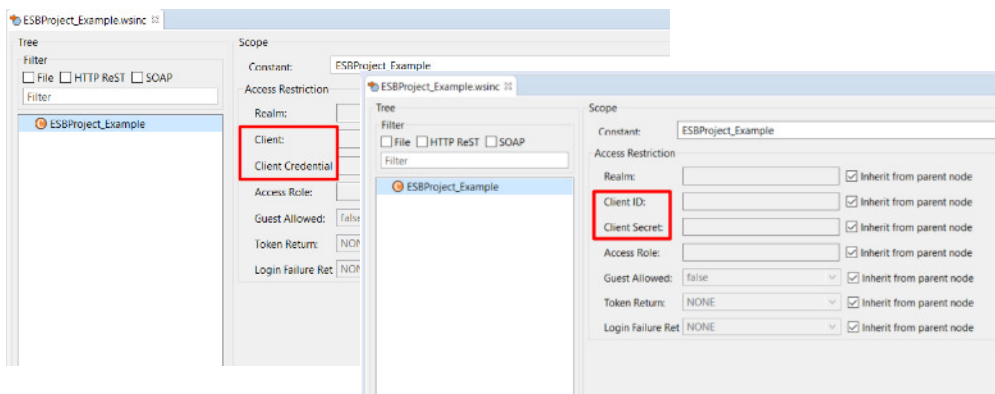 ESBProject_Example.wsinc
Tree
Filter
File HTTP ReST SOAP
Filter
ESBProject_Example
Scope
Constant: ESBProject_Example
Access Restriction
Realm:
Client:
Client Credential
Access Role:
Guest Allowed: false
Token Return: NON
Login Failure Ret NON
ESBProject_Example.wsinc
Tree
Filter
File HTTP ReST SOAP
Filter
ESBProject_Example
Scope
Constant: ESBProject_Example
Access Restriction
Realm: Inherit from parent node
Client ID: Inherit from parent node
Client Secret: Inherit from parent node
Access Role: Inherit from parent node
Guest Allowed: false Inherit from parent node
Token Return: NONE Inherit from parent node
Login Failure Ret NONE Inherit from parent node